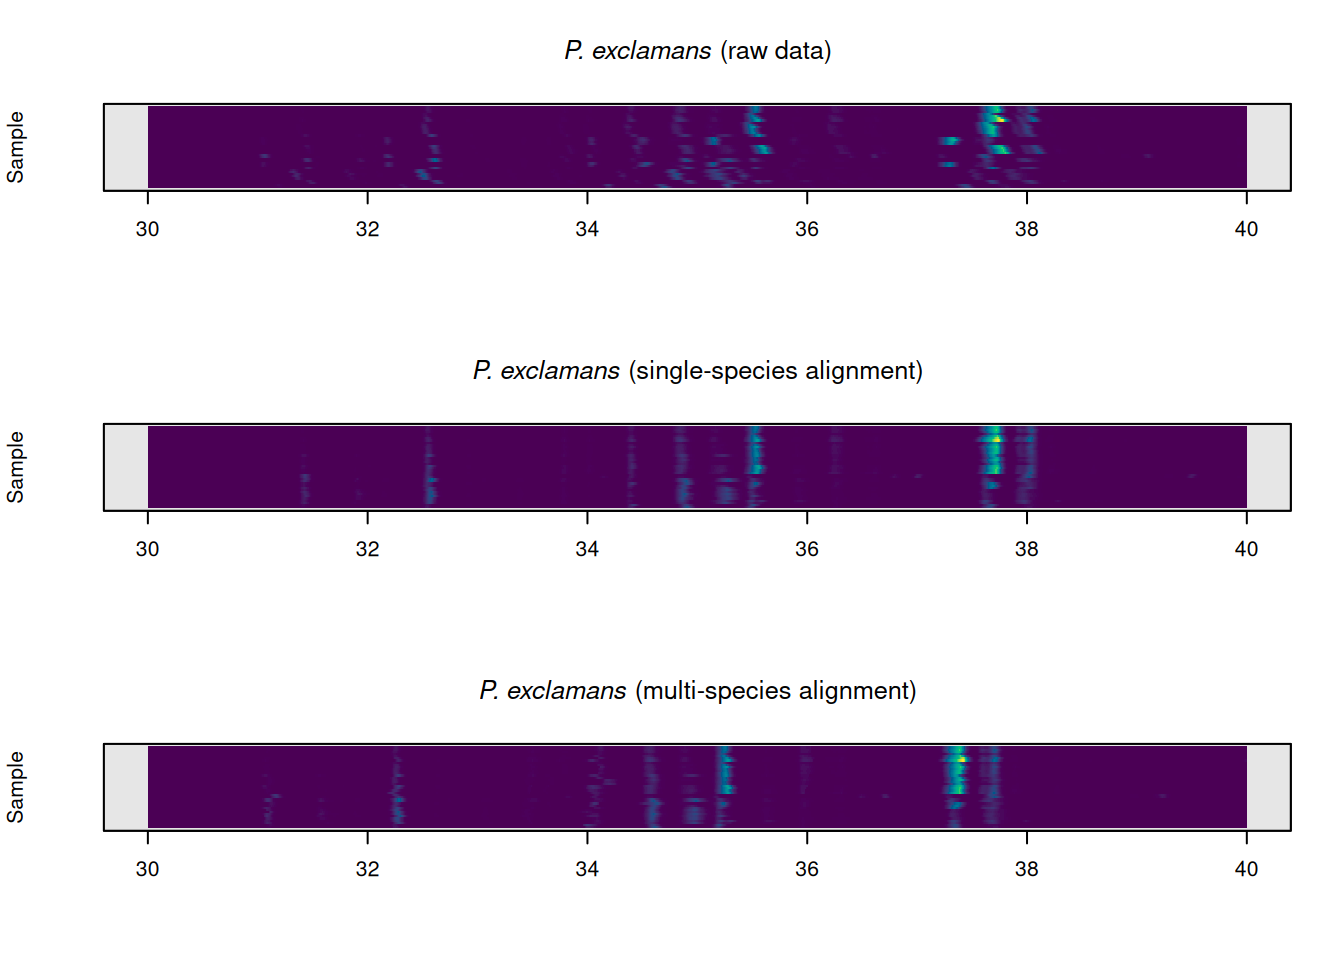 P. exclamans (raw data)
Sample
30 32 34 36 38 40
P. exclamans (single-species alignment)
Sample
30 32 34 36 38 40
P. exclamans (multi-species alignment)
Sample
30 32 34 36 38 40